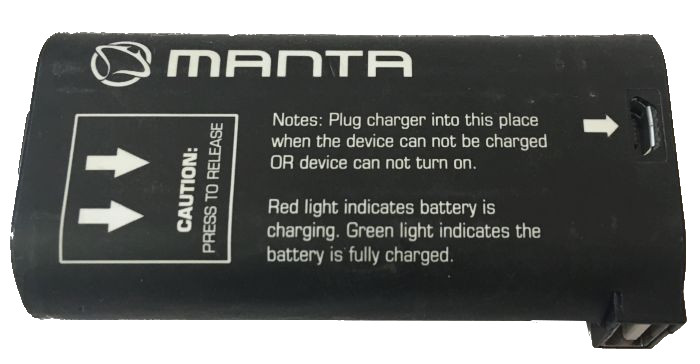 MANTA
CAUTION:
PRESS TO RELEASE
Notes: Plug charger into this place
when the device can not be charged
OR device can not turn on.
Red light indicates battery is
charging. Green light indicates the
battery is fully charged.